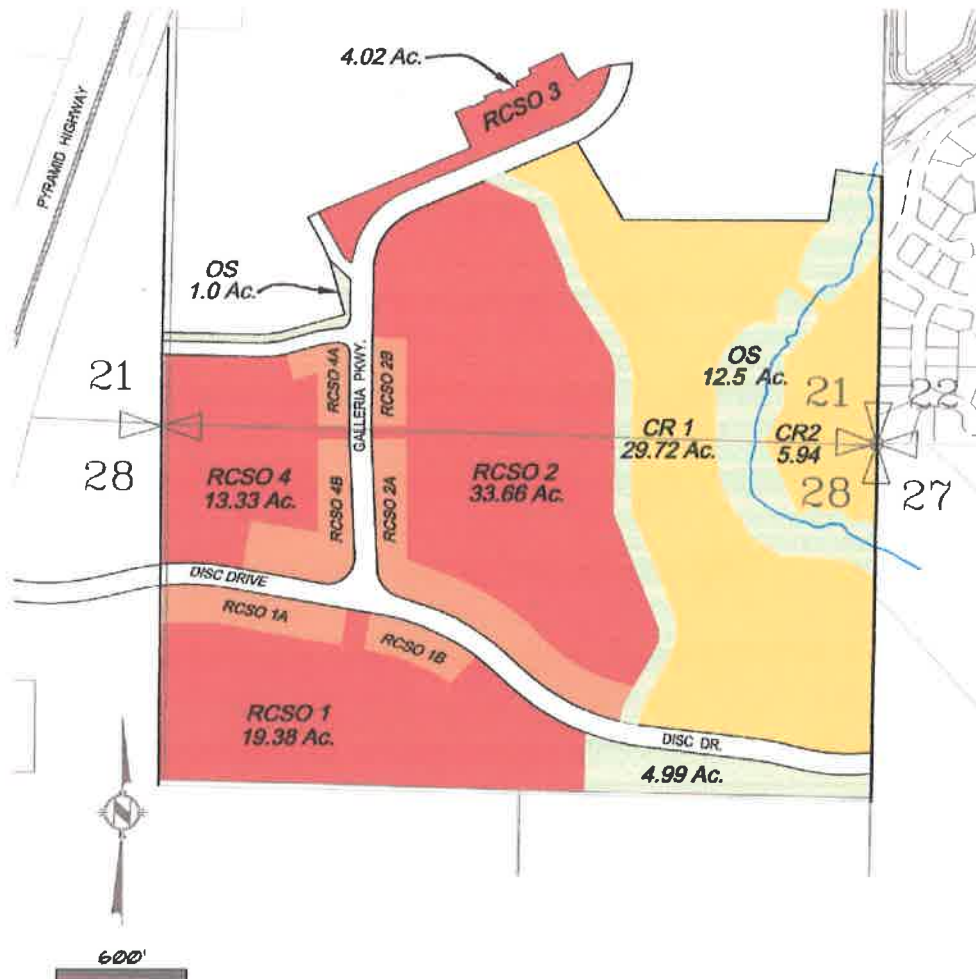 4.02 Ac.
RCSO 3
PYRAMID HIGHWAY
OS
1.0 Ac.
RCSO 4A
RCSO 2B
GALLERIA PKWY.
21
OS
12.5 Ac.
21
22
28
RCSO 4
13.33 Ac.
RCSO 4B
RCSO 2A
RCSO 2
33.66 Ac.
CR 1
29.72 Ac.
CR2
5.94
28
27
DISC DRIVE
RCSO 1A
RCSO 1B
RCSO 1
19.38 Ac.
DISC DR.
4.99 Ac.
N
600'